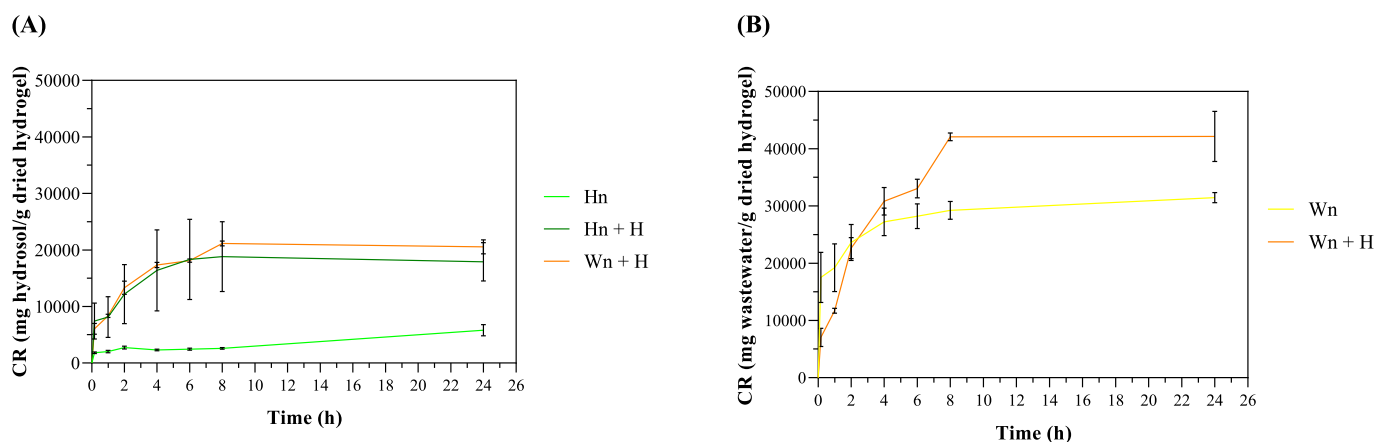 (A)
CR (mg hydrosol/g dried hydrogel)
50000
40000
30000
20000
10000
0
0 2 4 6 8 10 12 14 16 18 20 22 24 26
Time (h)
Hn
Hn + H
Wn + H
(B)
CR (mg wastewater/g dried hydrogel)
50000
40000
30000
20000
10000
0
0 2 4 6 8 10 12 14 16 18 20 22 24 26
Time (h)
Wn
Wn + H